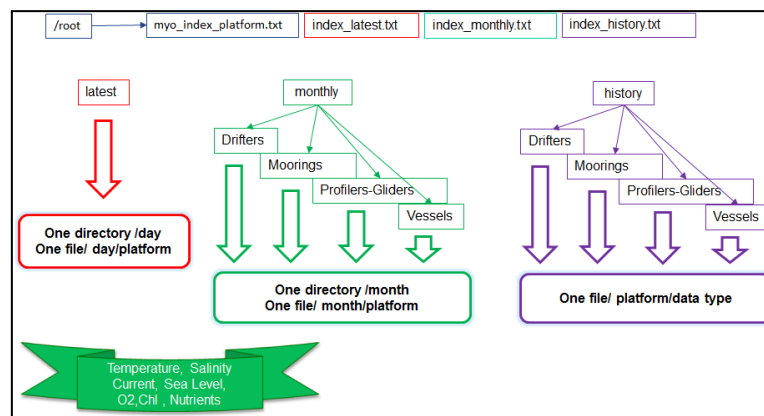 /root
myo_index_platform.txt
index_latest.txt
index_monthly.txt
index_history.txt
latest
monthly
history
Drifters
Moorings
Profilers-Gliders
Vessels
Drifters
Moorings
Profilers-Gliders
Vessels
One directory /day
One file/ day/platform
One directory /month
One file/ month/platform
One file/ platform/data type
Temperature, Salinity
Current, Sea Level,
O2,Chl , Nutrients